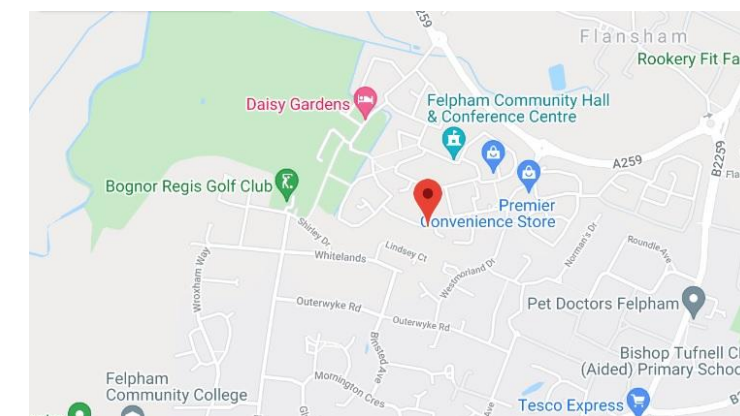 259
Flansham
Rookery Fit Fa
Daisy Gardens
Felpham Community Hall
& Conference Centre
A259
B2259
Fla
Bognor Regis Golf Club
Premier
Convenience Store
Shirley Dr
Lindsey Ct
Norman's Dr.
Roundle Ave
Whitelands
Wroxham Way
Westmorland Dr
Pet Doctors Felpham
Outerwyke Rd
Outerwyke Rd
Binsted Ave
Bishop Tufnell C
(Aided) Primary Schoo
Felpham
Community College
Mornington Cres
Tesco Express